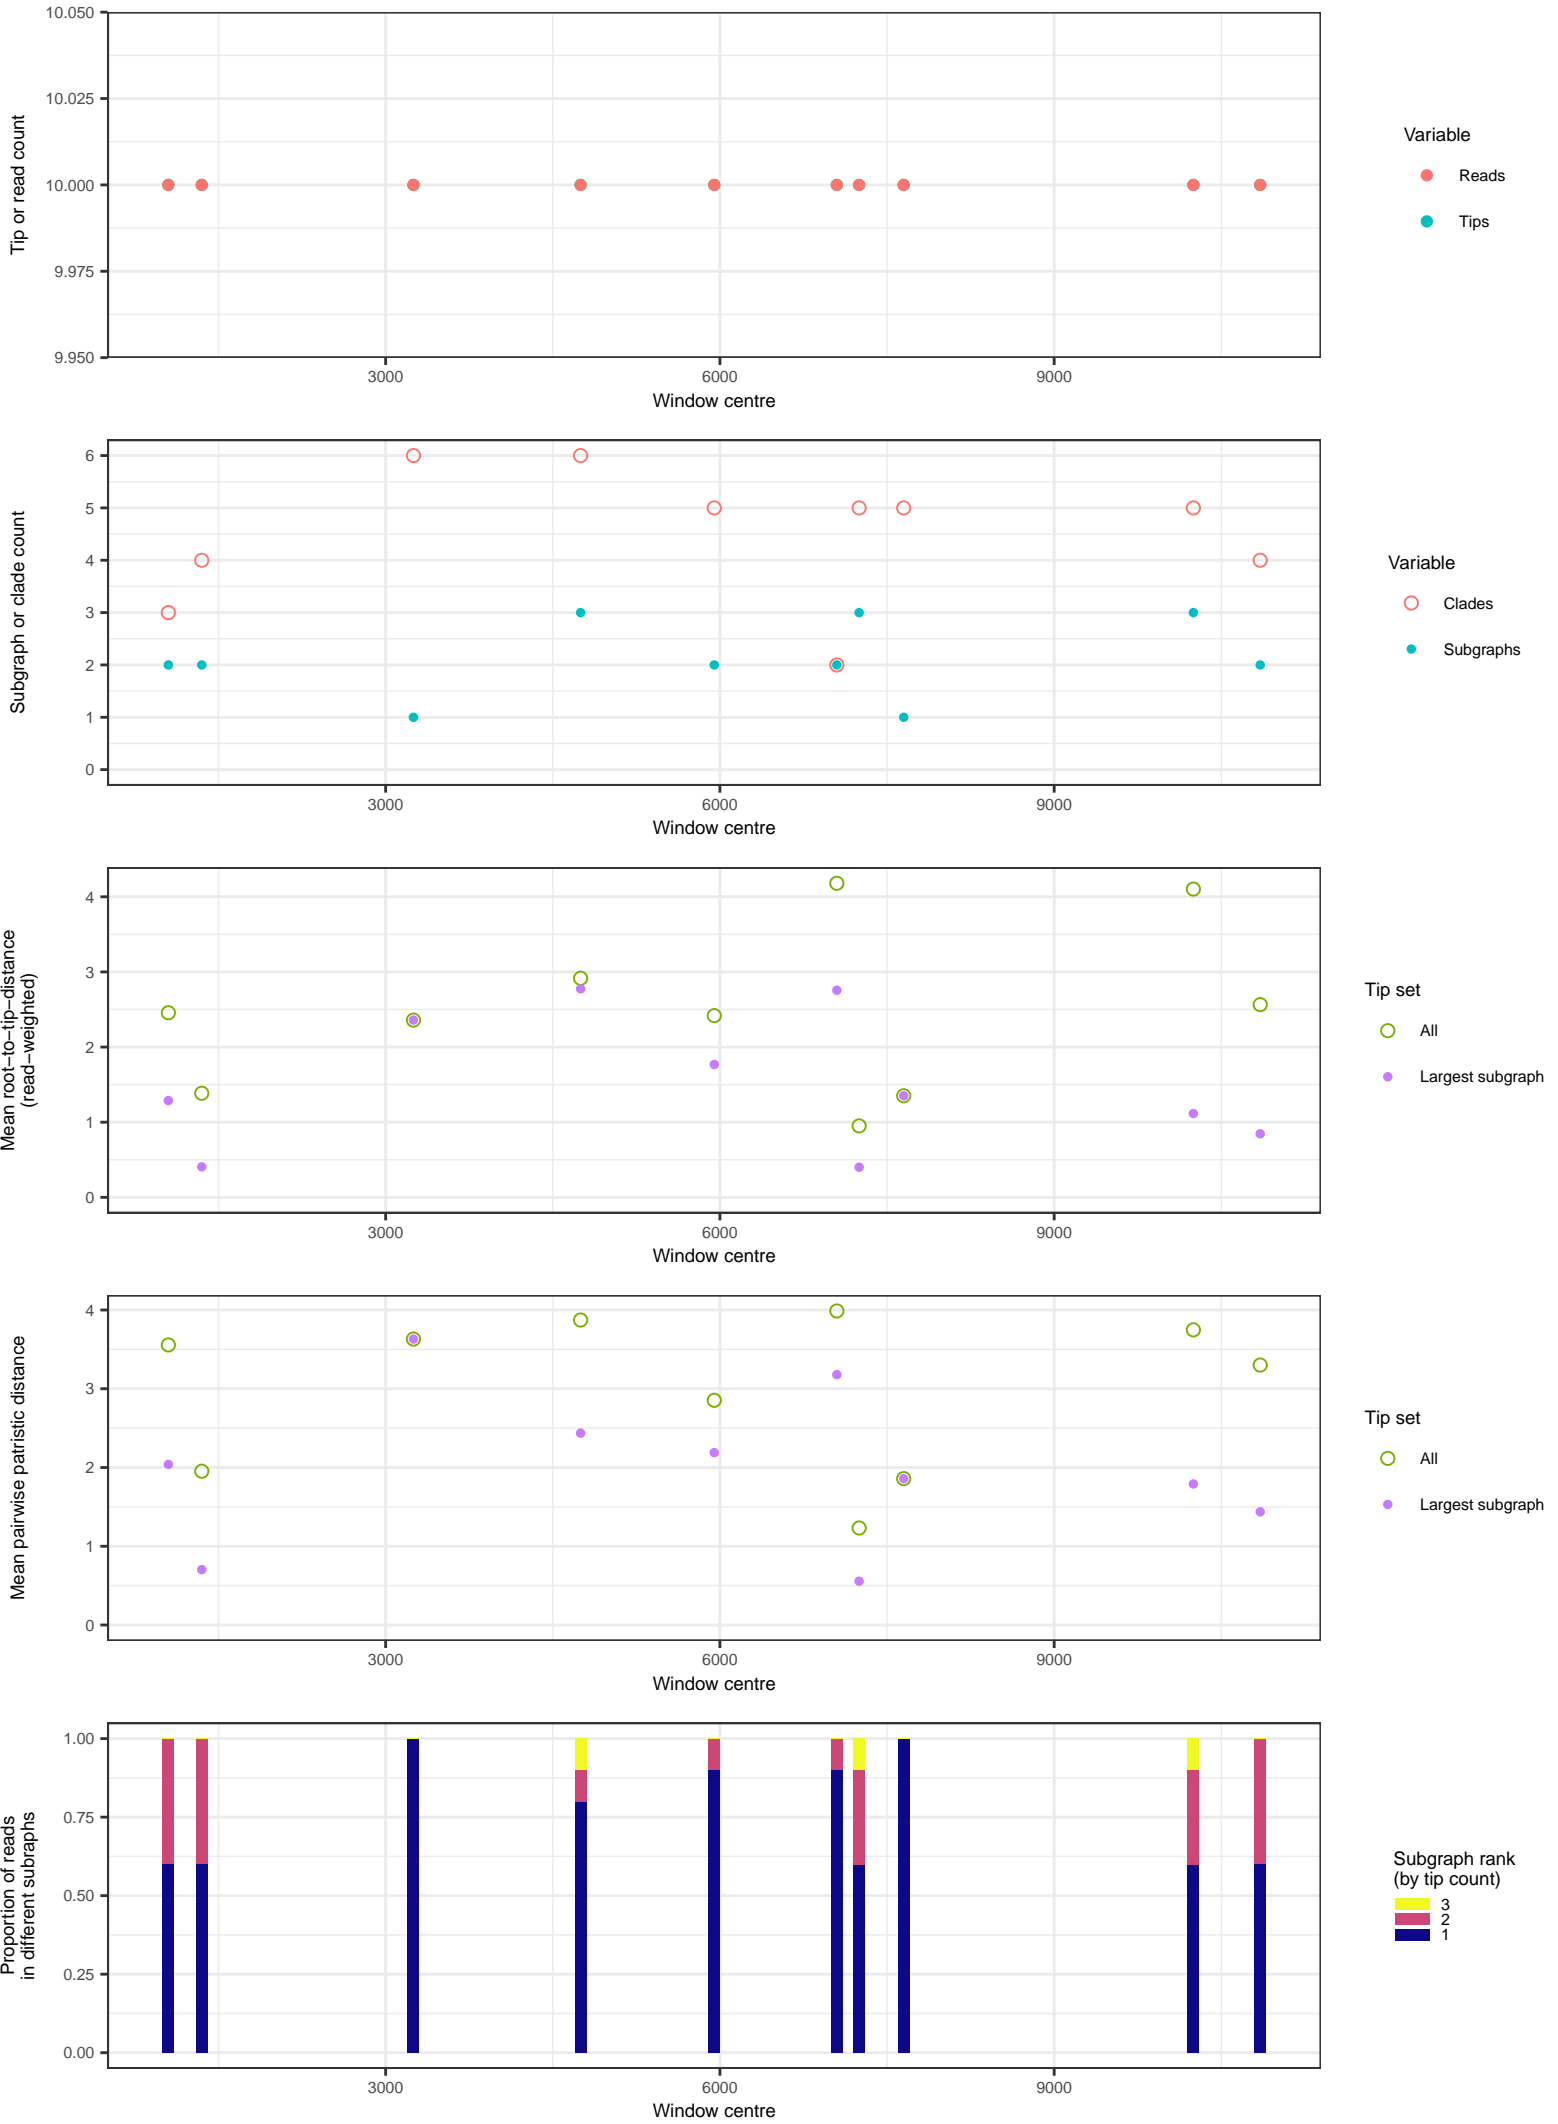 10.050
10.025
10.000
9.975
9.950
Tip or read count
3000 6000 9000
Window centre
Variable
Reads
Tips
6
5
4
3
2
1
0
Subgraph or clade count
3000 6000 9000
Window centre
Variable
Clades
Subgraphs
4
3
2
1
0
Mean root−to−tip−distance
(read−weighted)
3000 6000 9000
Window centre
Tip set
All
Largest subgraph
4
3
2
1
0
Mean pairwise patristic distance
3000 6000 9000
Window centre
Tip set
All
Largest subgraph
1.00
0.75
0.50
0.25
0.00
Proportion of reads
in different subraphs
3000 6000 9000
Window centre
Subgraph rank
(by tip count)
3
2
1